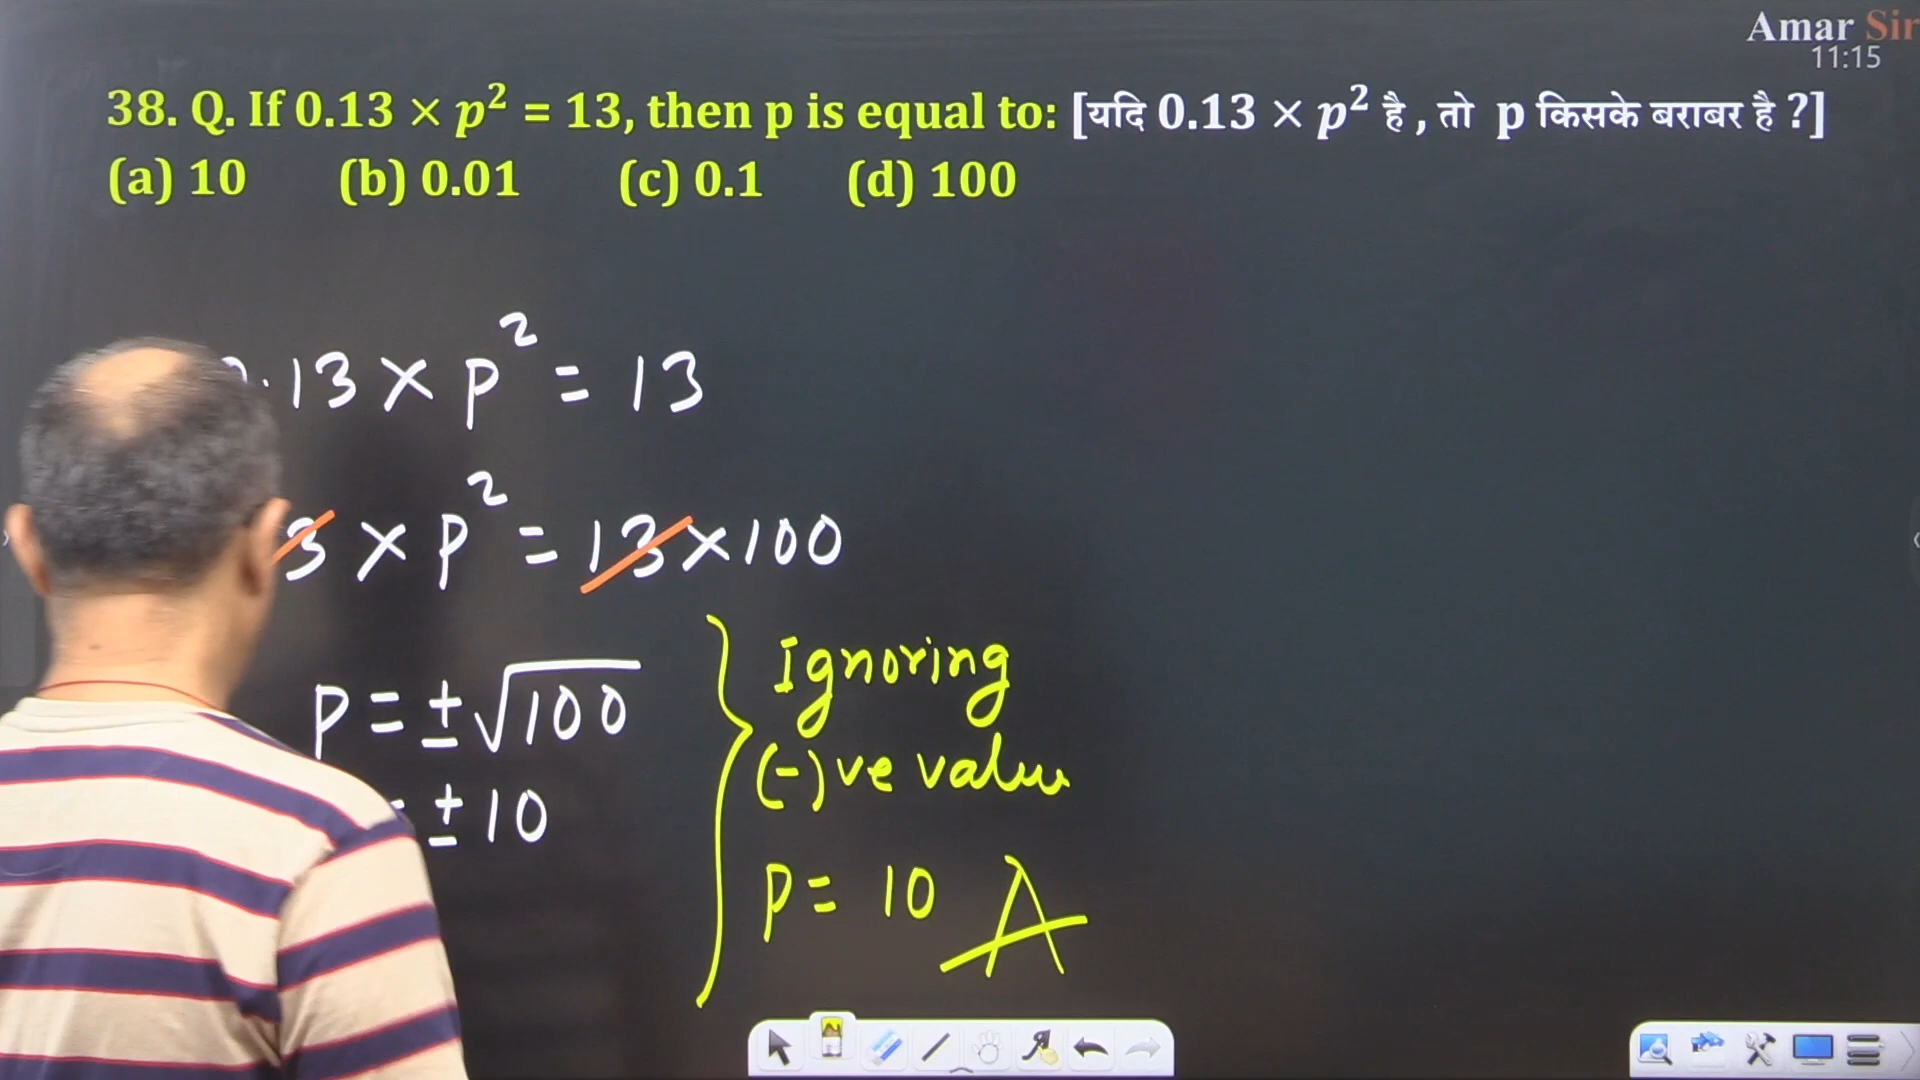 Amar Sir
11:15
38. Q. If 0.13 × p² = 13, then p is equal to: [यदि 0.13 × p² है , तो p किसके बराबर है ?]
(a) 10 (b) 0.01 (c) 0.1 (d) 100
.13 × p² = 13
3 × p² = 13 × 100
p = ±√100
± 10
Ignoring
(-)ve value
p = 10 A